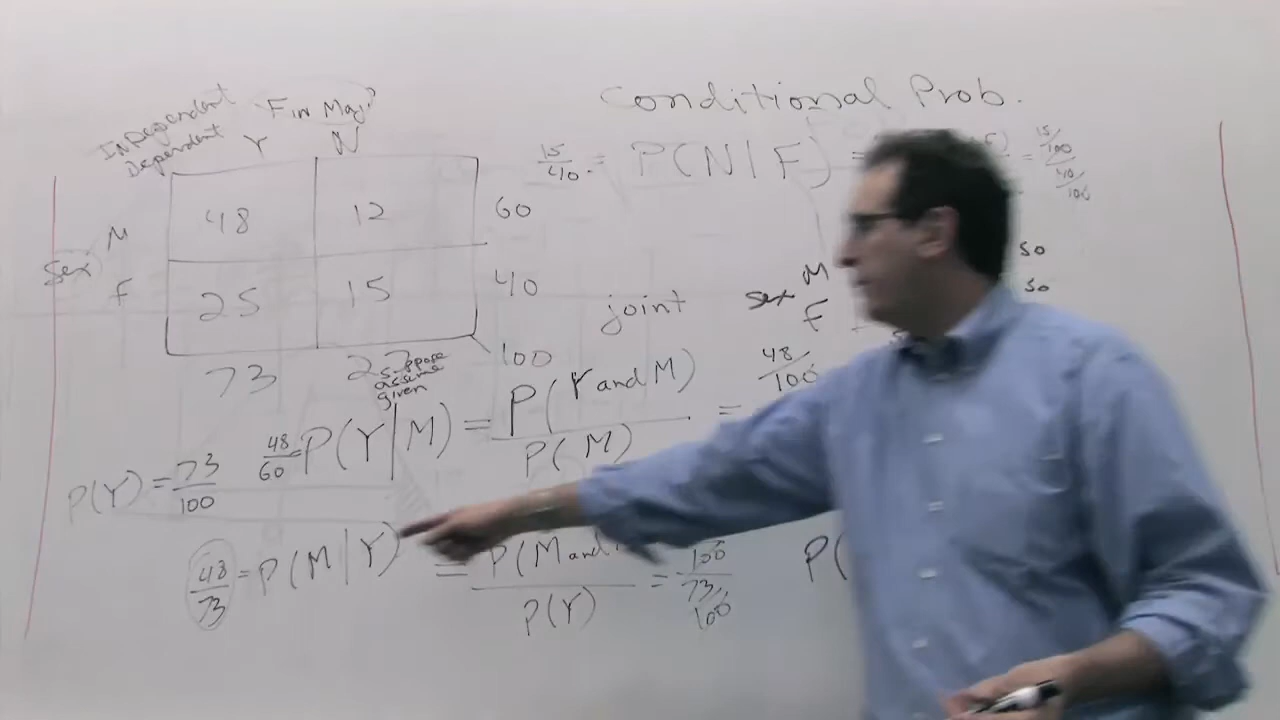 Conditional Prob.
Independent
Dependent
Fin Maj?
Y N
15/40 = P(N|F) = = 15/100 / 40/100
M 48 12 60
Sex
F 25 15 40
73 100
joint
Sex M 50
F 50
suppose
assume
given
48/60 = P(Y|M) = P(Y and M) / P(M) = 48/100
P(Y) = 73/100
48/73 = P(M|Y) = P(M and / P(Y) = 100 / 73/100
P(